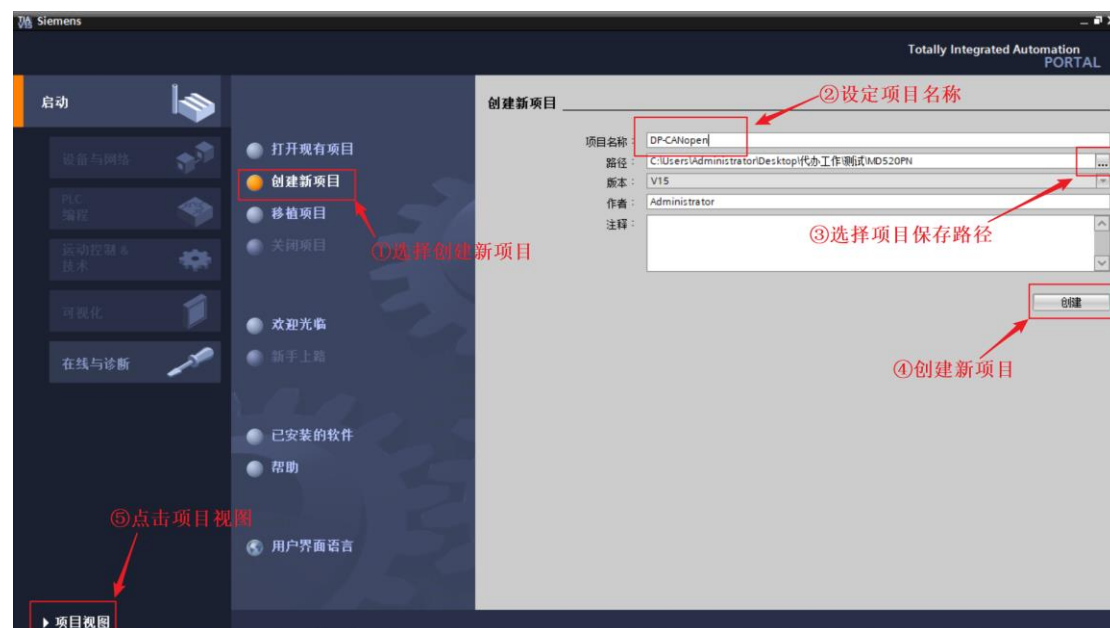 Siemens
Totally Integrated Automation
PORTAL
启动
设备与网络
PLC
编程
运动控制 &
技术
可视化
在线与诊断
⑤点击项目视图
项目视图
打开现有项目
创建新项目
移植项目
关闭项目
①选择创建新项目
欢迎光临
新手上路
已安装的软件
帮助
用户界面语言
创建新项目
②设定项目名称
项目名称: DP-CANopen
路径: C:\Users\Administrator\Desktop\代办工作\测试\MD520PN
...
版本: V15
作者: Administrator
注释:
③选择项目保存路径
创建
④创建新项目